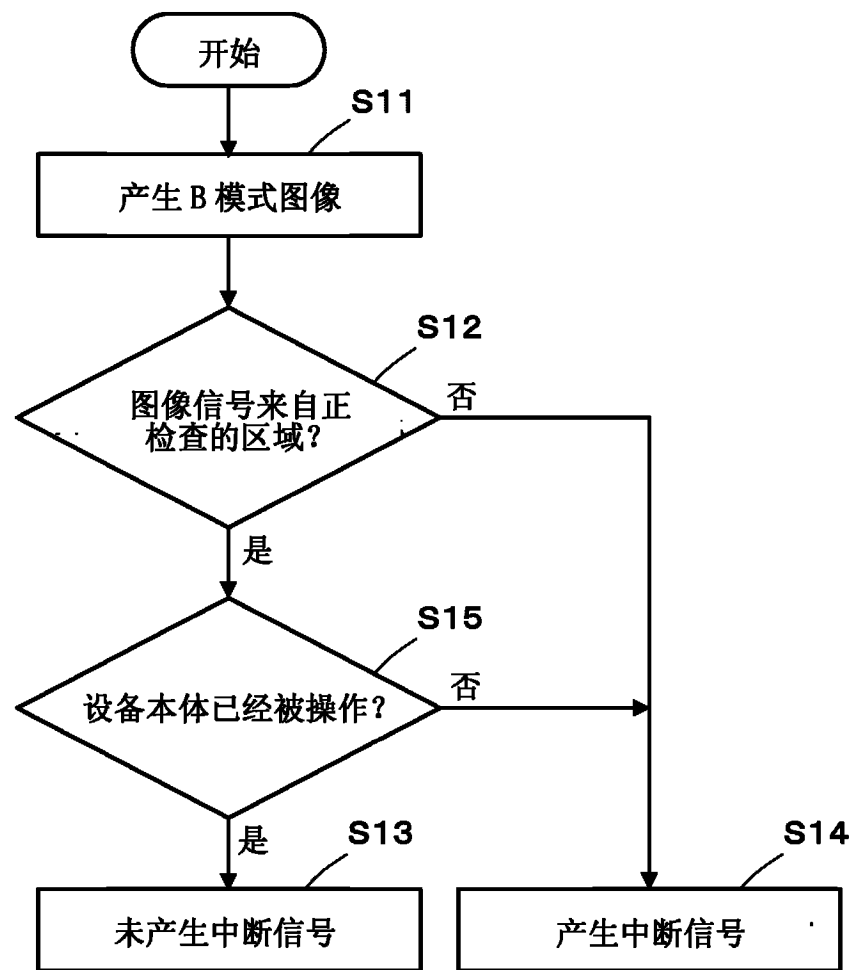 开始
S11
产生 B 模式图像
S12
图像信号来自正
检查的区域？
否
是
S15
设备本体已经被操作？
否
是
S13
未产生中断信号
S14
产生中断信号